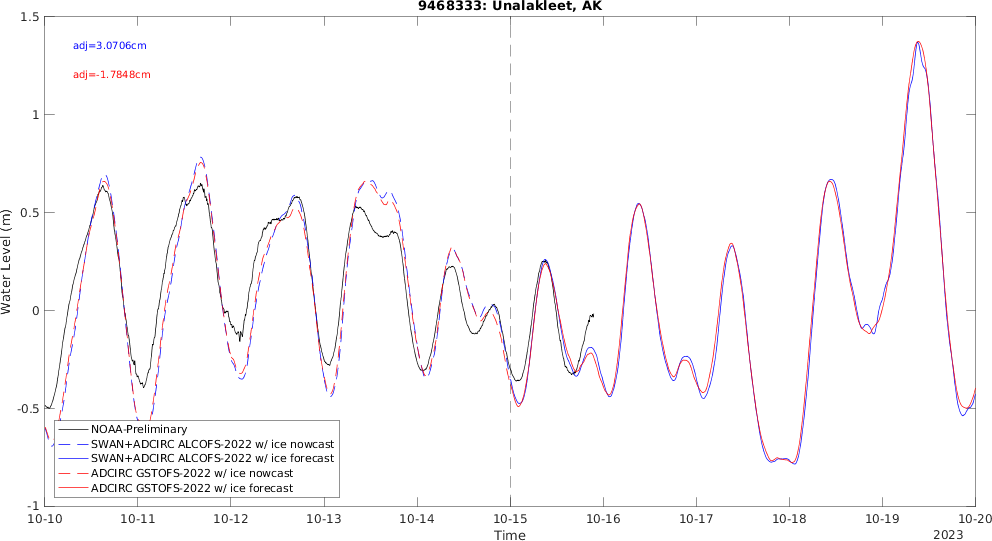 9468333: Unalakleet, AK
adj=3.0706cm
adj=-1.7848cm
Water Level (m)
1.5
1
0.5
0
-0.5
-1
NOAA-Preliminary
SWAN+ADCIRC ALCOFS-2022 w/ ice nowcast
SWAN+ADCIRC ALCOFS-2022 w/ ice forecast
ADCIRC GSTOFS-2022 w/ ice nowcast
ADCIRC GSTOFS-2022 w/ ice forecast
10-10 10-11 10-12 10-13 10-14 10-15 10-16 10-17 10-18 10-19 10-20
Time
2023